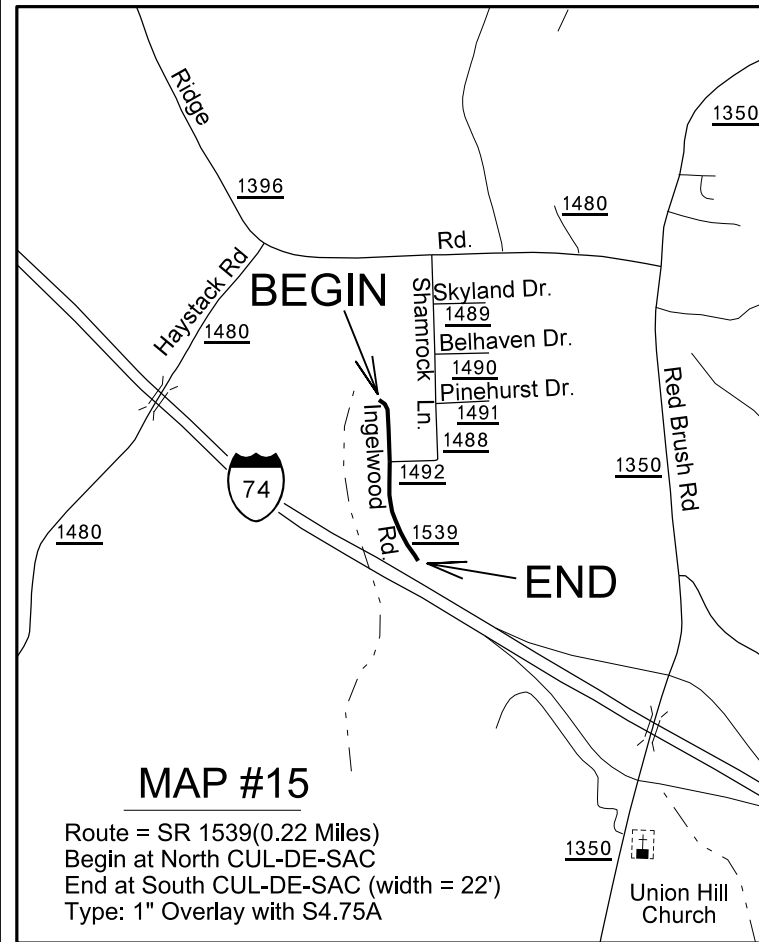 1350
Ridge
1396
1480
Rd.
Haystack Rd
BEGIN
Skyland Dr.
1489
1480
Shamrock Ln.
Belhaven Dr.
1490
Pinehurst Dr.
1491
Red Brush Rd
Ingelwood Rd.
1488
1492
1350
74
1480
1539
END
MAP #15
Route = SR 1539(0.22 Miles)
Begin at North CUL-DE-SAC
End at South CUL-DE-SAC (width = 22')
Type: 1" Overlay with S4.75A
1350
Union Hill
Church